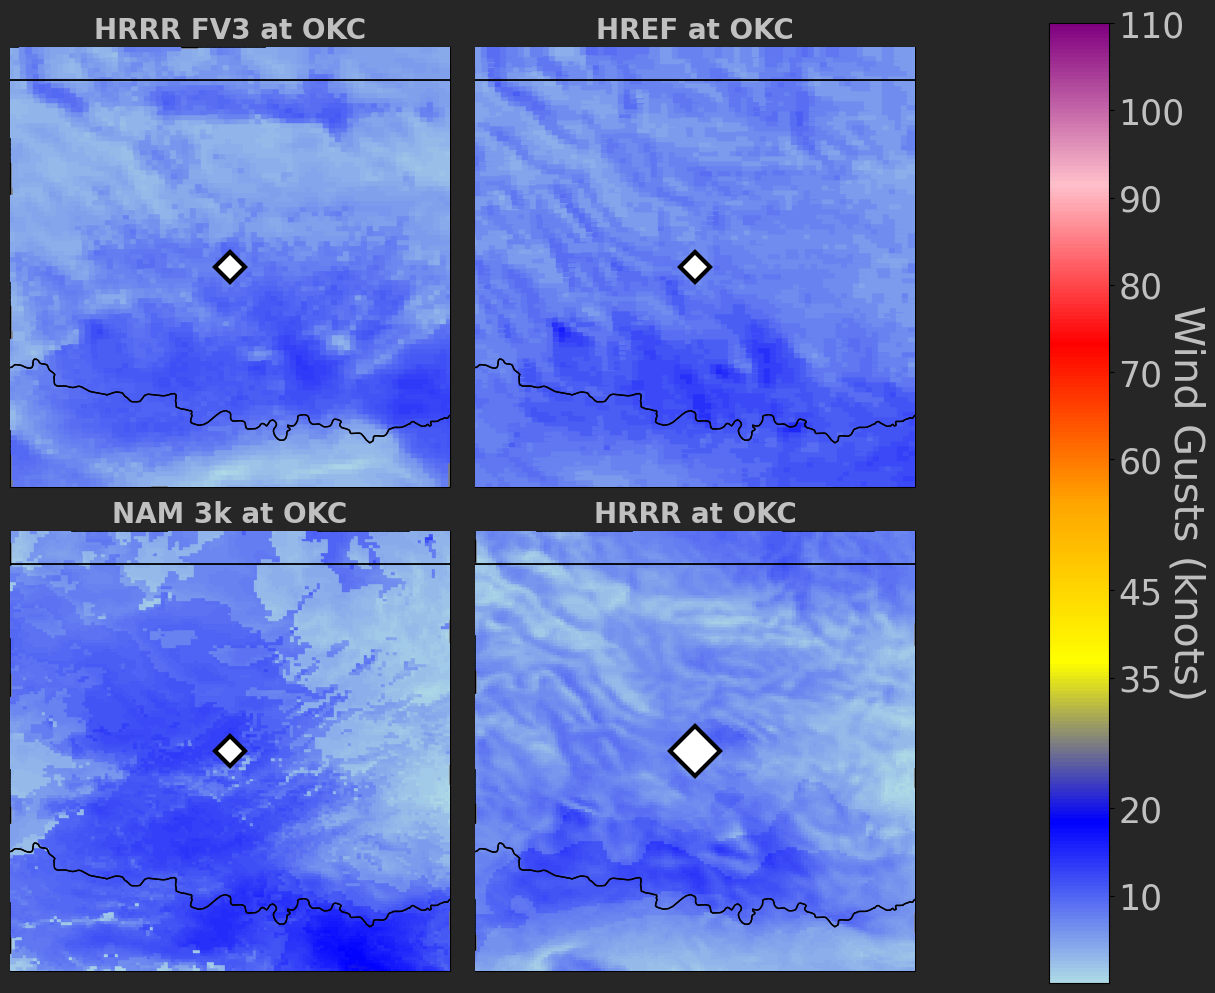 HRRR FV3 at OKC
HREF at OKC
NAM 3k at OKC
HRRR at OKC
110
100
90
80
70
60
45
35
20
10
Wind Gusts (knots)